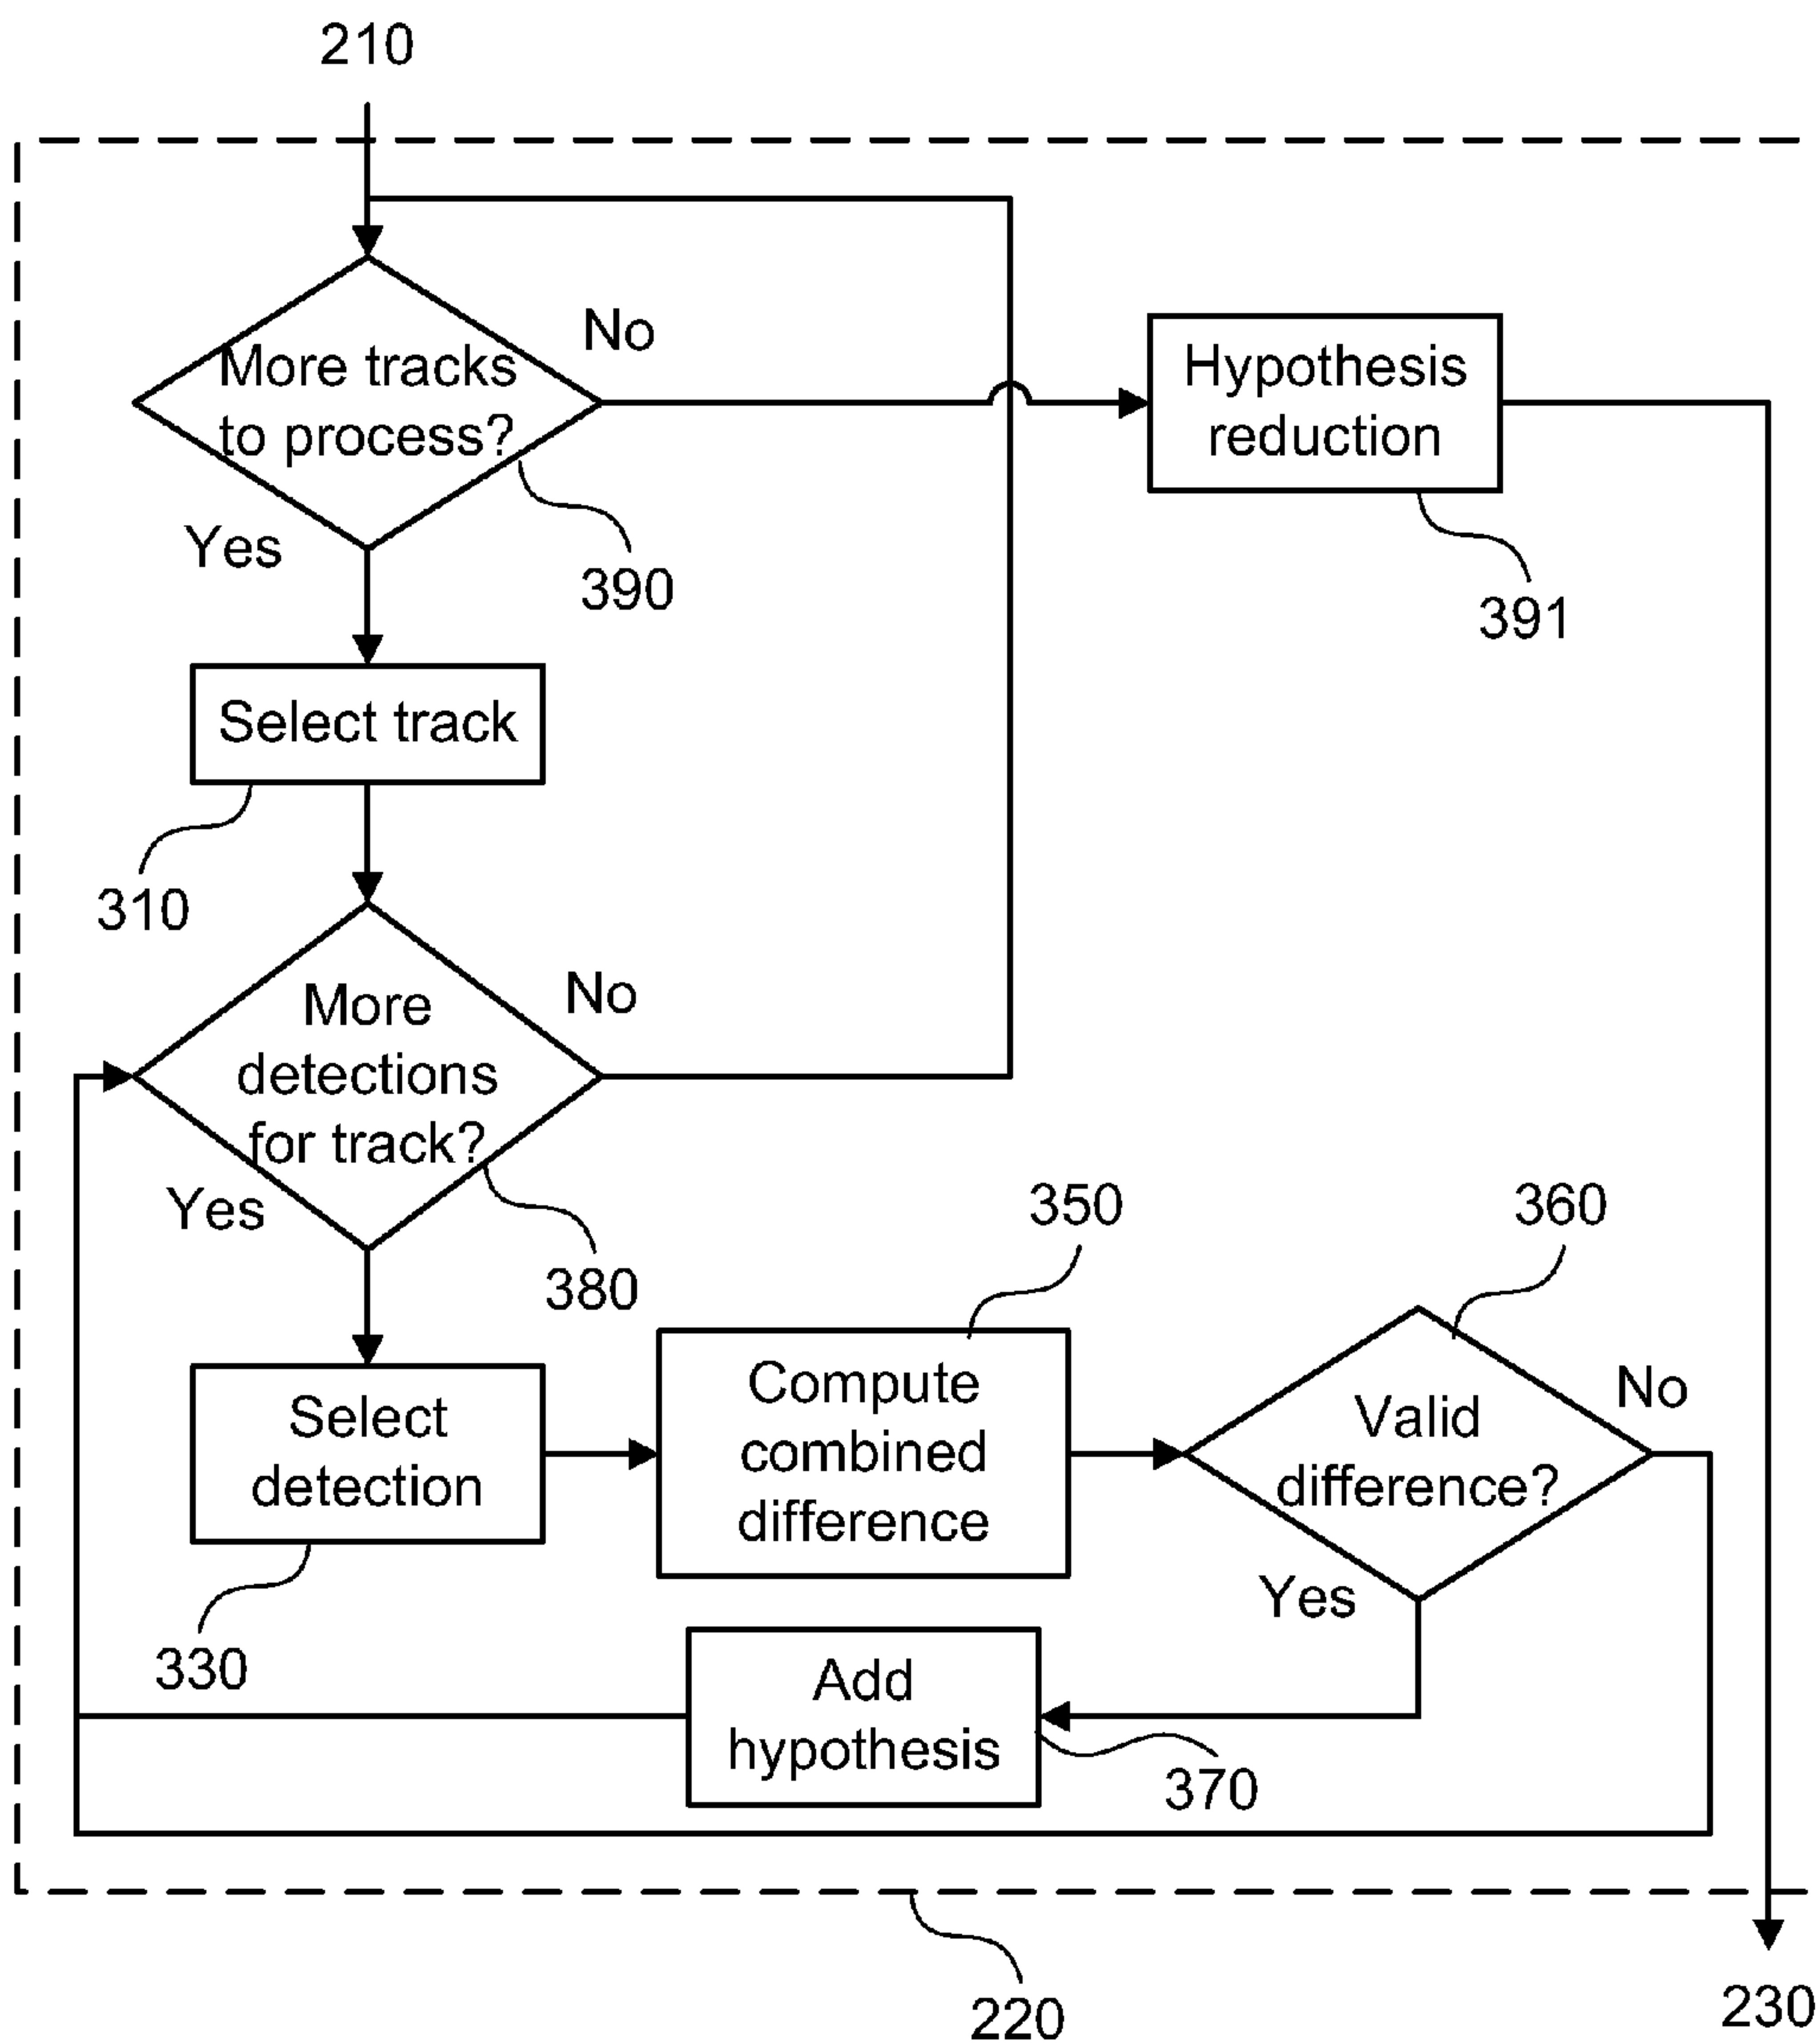 210
More tracks
to process?
No
Yes
390
Hypothesis
reduction
391
Select track
310
More
detections
for track?
No
Yes
380
Select
detection
330
Compute
combined
difference
350
Valid
difference?
360
No
Yes
Add
hypothesis
370
220
230